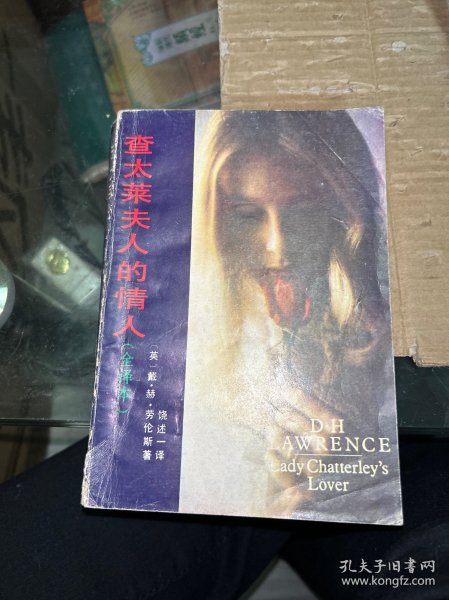 查太莱夫人的情人
（全译本）
〔英〕戴·赫·劳伦斯著
饶述一译
D·H
LAWRENCE
Lady Chatterley's
Lover
孔夫子旧书网
www.kongfz.com